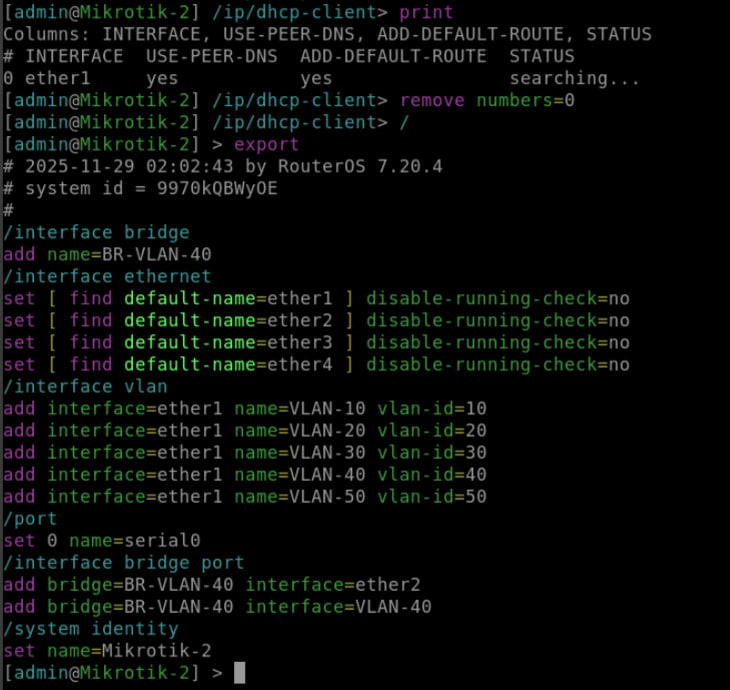 [admin@Mikrotik-2] /ip/dhcp-client> print
Columns: INTERFACE, USE-PEER-DNS, ADD-DEFAULT-ROUTE, STATUS
# INTERFACE  USE-PEER-DNS  ADD-DEFAULT-ROUTE  STATUS
0 ether1     yes           yes                searching...
[admin@Mikrotik-2] /ip/dhcp-client> remove numbers=0
[admin@Mikrotik-2] /ip/dhcp-client> /
[admin@Mikrotik-2] > export
# 2025-11-29 02:02:43 by RouterOS 7.20.4
# system id = 9970kQBWyOE
#
/interface bridge
add name=BR-VLAN-40
/interface ethernet
set [ find default-name=ether1 ] disable-running-check=no
set [ find default-name=ether2 ] disable-running-check=no
set [ find default-name=ether3 ] disable-running-check=no
set [ find default-name=ether4 ] disable-running-check=no
/interface vlan
add interface=ether1 name=VLAN-10 vlan-id=10
add interface=ether1 name=VLAN-20 vlan-id=20
add interface=ether1 name=VLAN-30 vlan-id=30
add interface=ether1 name=VLAN-40 vlan-id=40
add interface=ether1 name=VLAN-50 vlan-id=50
/port
set 0 name=serial0
/interface bridge port
add bridge=BR-VLAN-40 interface=ether2
add bridge=BR-VLAN-40 interface=VLAN-40
/system identity
set name=Mikrotik-2
[admin@Mikrotik-2] >